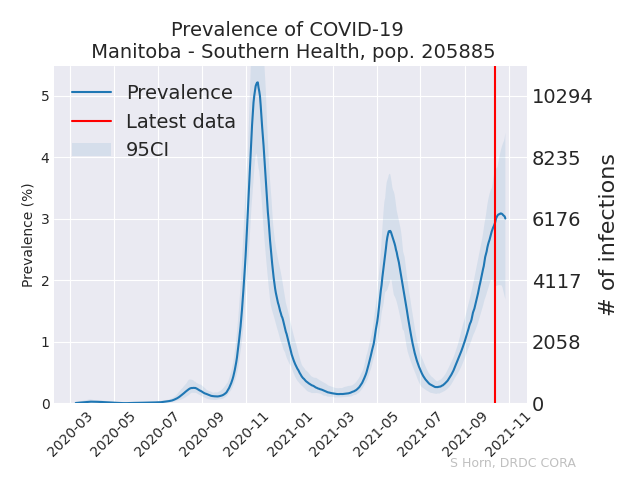 Prevalence of COVID-19
Manitoba - Southern Health, pop. 205885
Prevalence
Latest data
95CI
Prevalence (%)
5
4
3
2
1
0
10294
8235
6176
4117
2058
0
# of infections
2020-03
2020-05
2020-07
2020-09
2020-11
2021-01
2021-03
2021-05
2021-07
2021-09
2021-11
S Horn, DRDC CORA